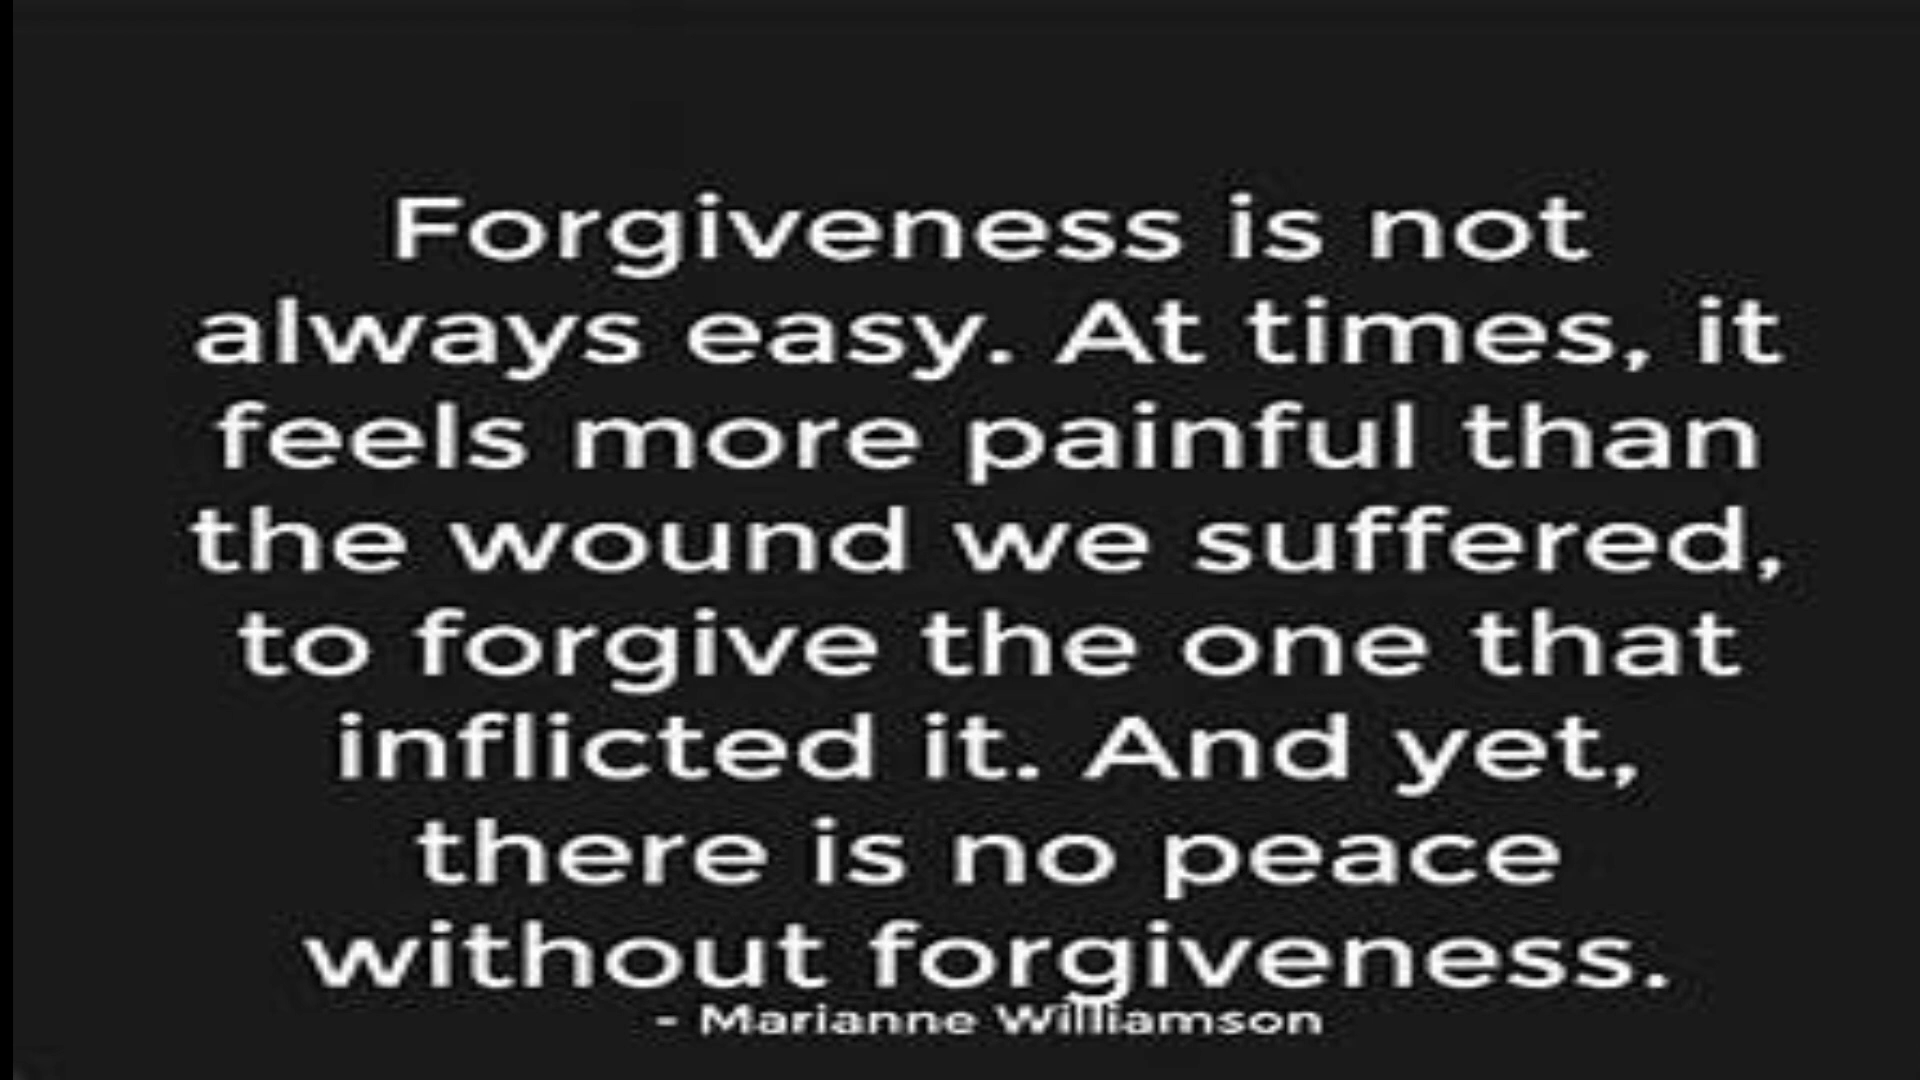 Forgiveness is not
always easy. At times, it
feels more painful than
the wound we suffered,
to forgive the one that
inflicted it. And yet,
there is no peace
without forgiveness.
- Marianne Williamson